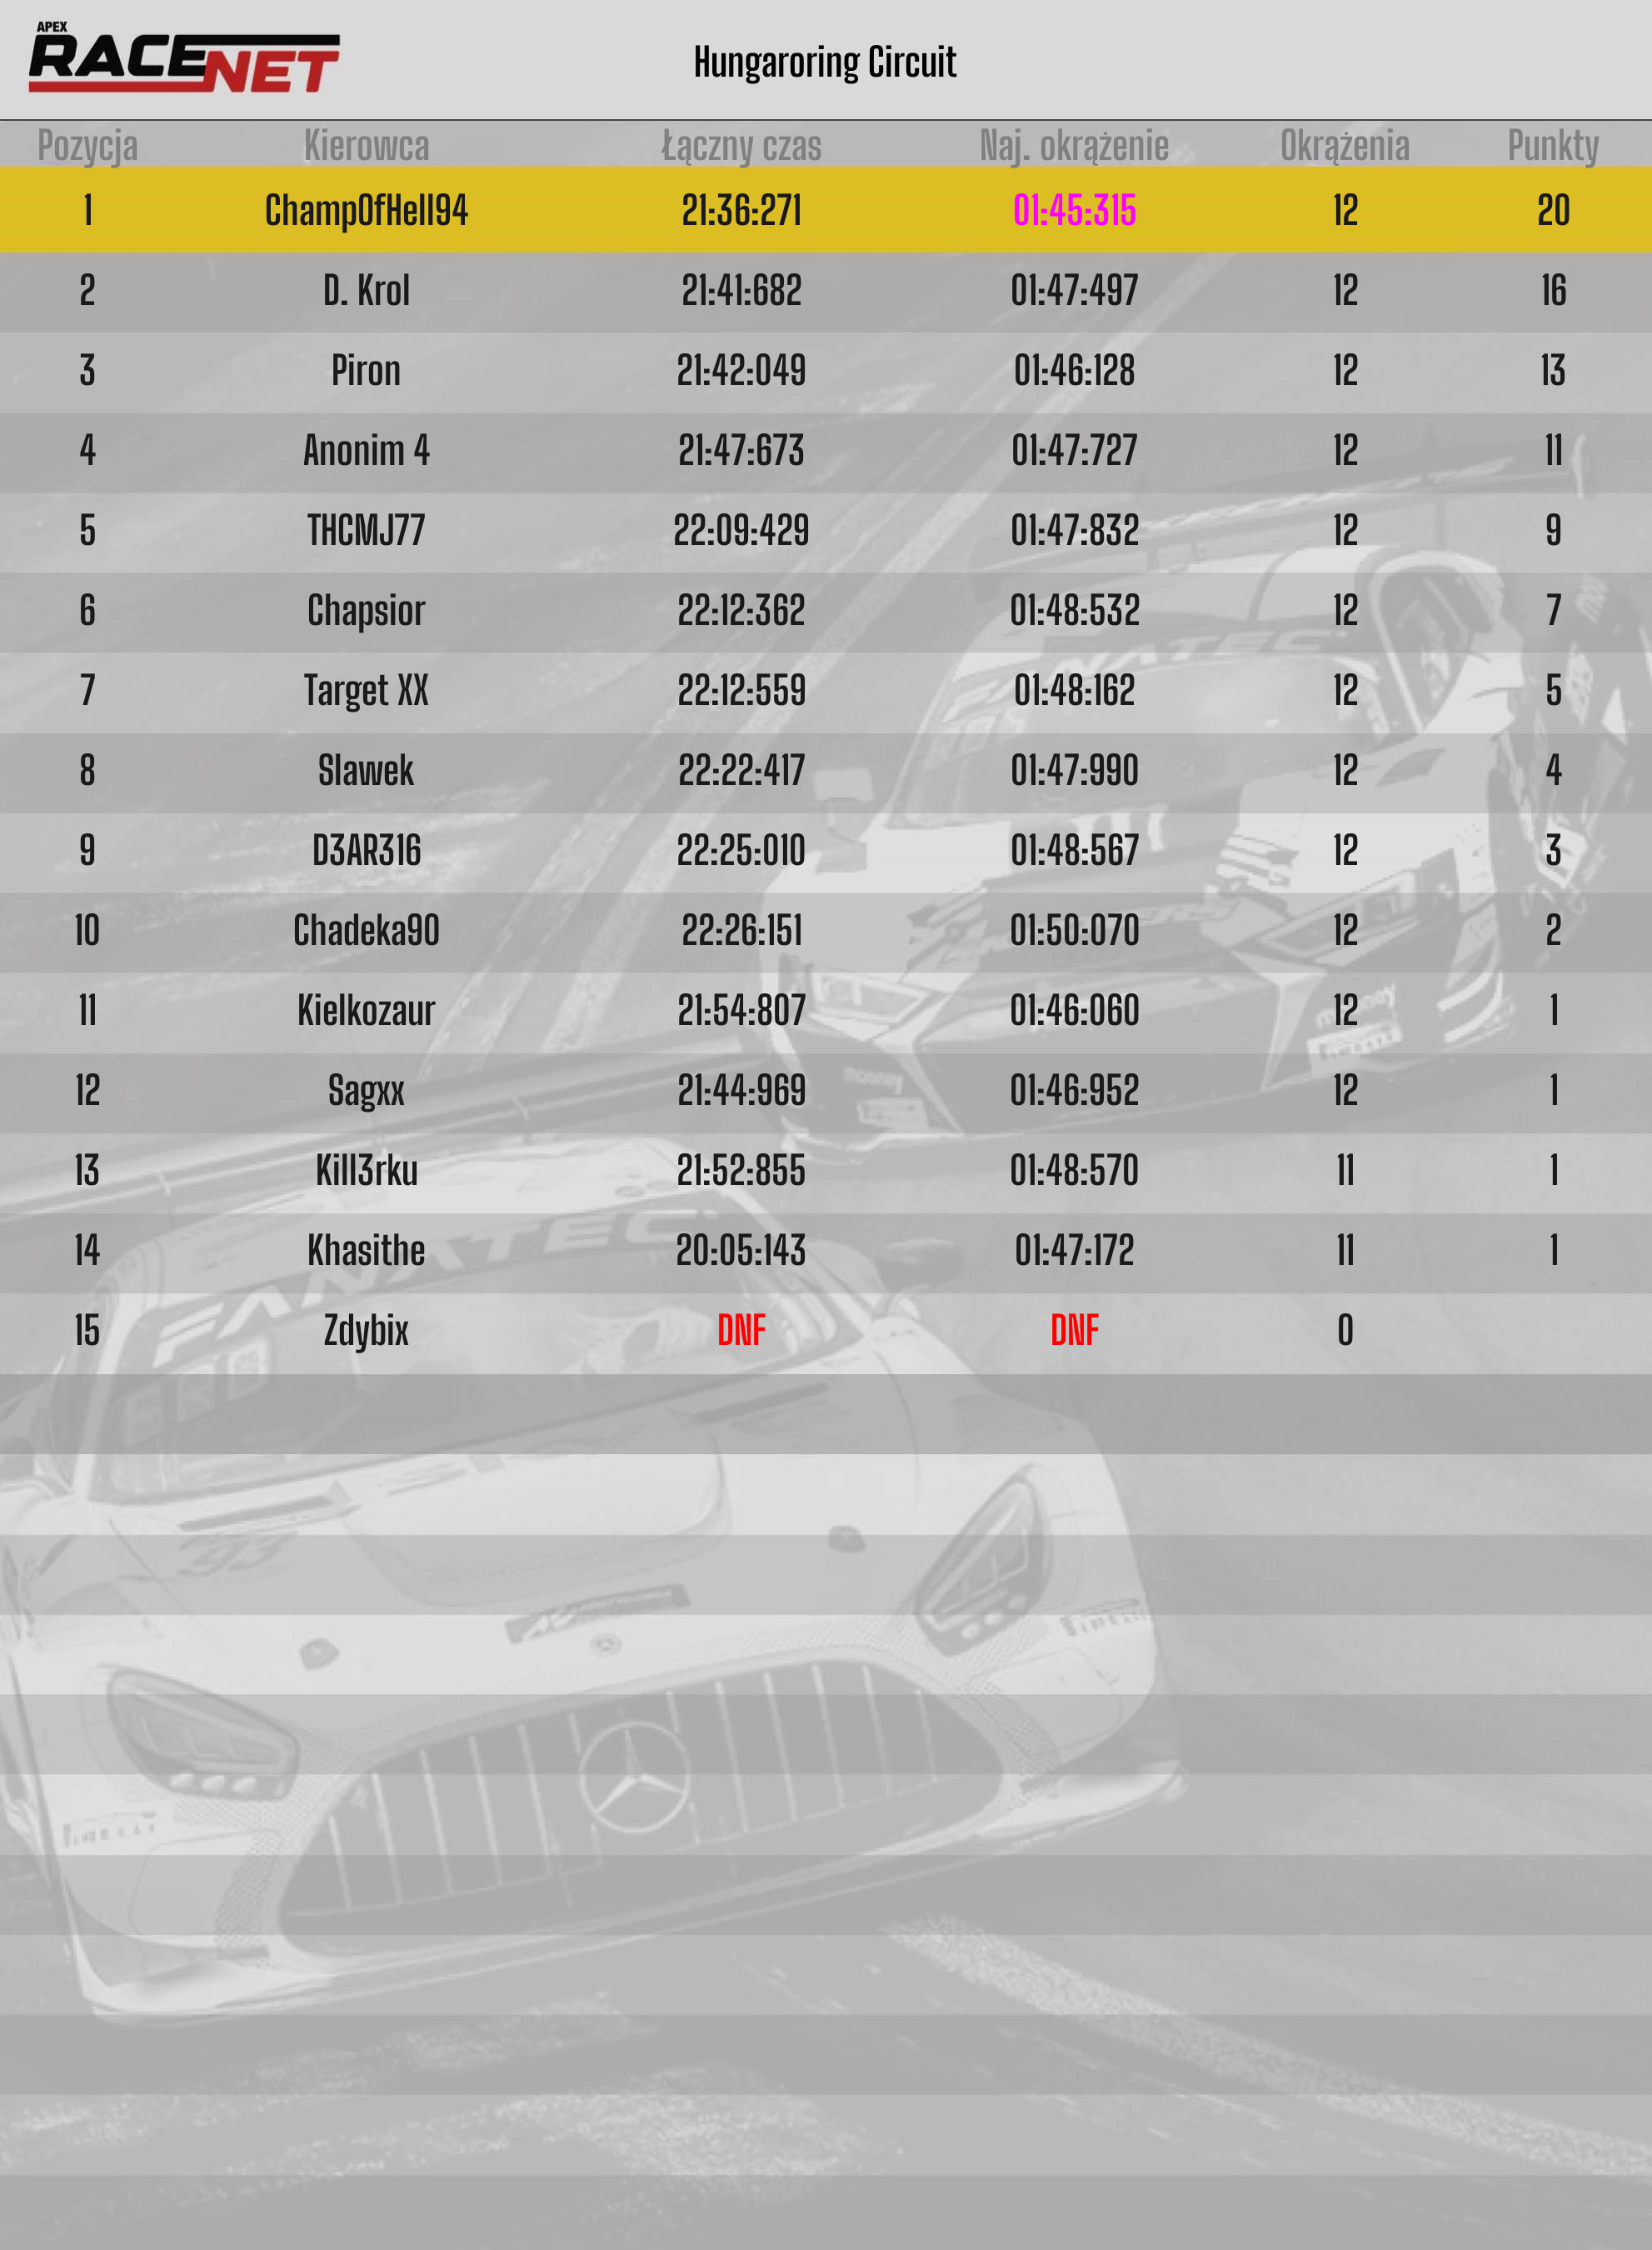 APEX
RACENET
Hungaroring Circuit
Pozycja Kierowca Łączny czas Naj. okrążenie Okrążenia Punkty
1 ChampOfHell94 21:36:271 01:45:315 12 20
2 D. Krol 21:41:682 01:47:497 12 16
3 Piron 21:42:049 01:46:128 12 13
4 Anonim 4 21:47:673 01:47:727 12 11
5 THCMJ77 22:09:429 01:47:832 12 9
6 Chapsior 22:12:362 01:48:532 12 7
7 Target XX 22:12:559 01:48:162 12 5
8 Slawek 22:22:417 01:47:990 12 4
9 D3AR316 22:25:010 01:48:567 12 3
10 Chadeka90 22:26:151 01:50:070 12 2
11 Kielkozaur 21:54:807 01:46:060 12 1
12 Sagxx 21:44:969 01:46:952 12 1
13 Kill3rku 21:52:855 01:48:570 11 1
14 Khasithe 20:05:143 01:47:172 11 1
15 Zdybix DNF DNF 0
FANATEC
FANATEC
PIRELLI